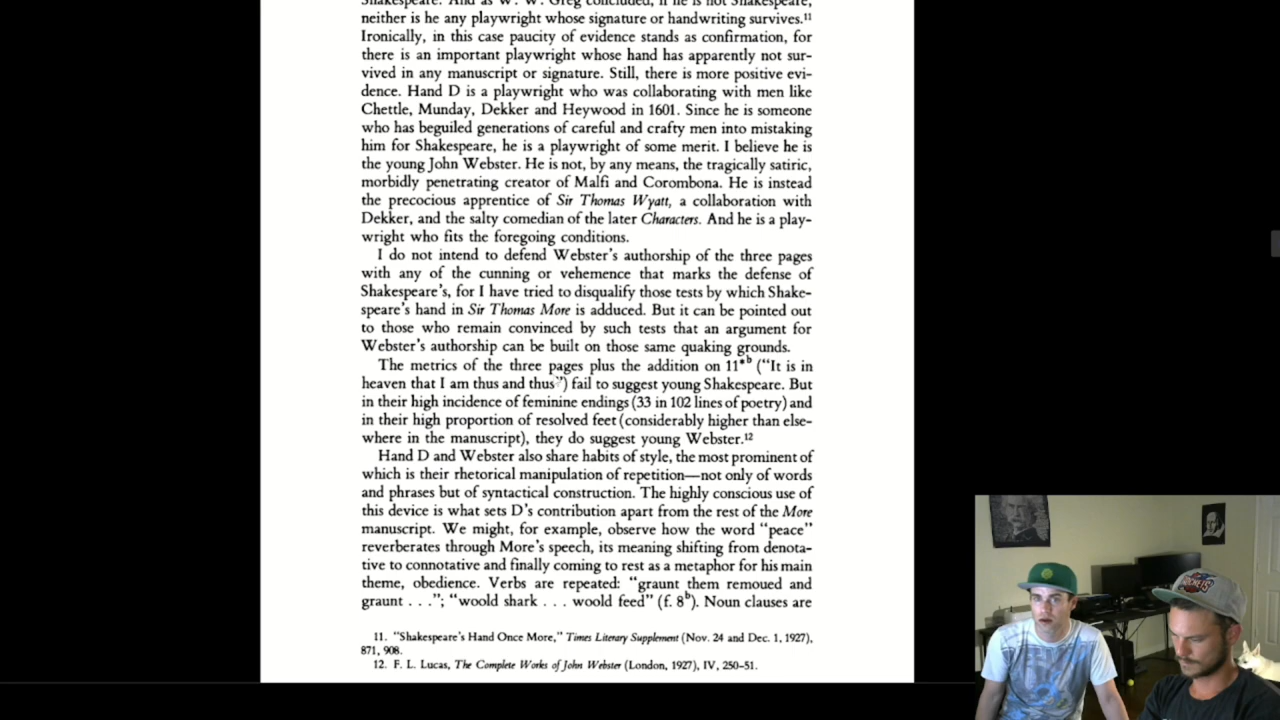 Shakespeare. And as W. W. Greg concluded, if he is not Shakespeare,
neither is he any playwright whose signature or handwriting survives.11
Ironically, in this case paucity of evidence stands as confirmation, for
there is an important playwright whose hand has apparently not sur-
vived in any manuscript or signature. Still, there is more positive evi-
dence. Hand D is a playwright who was collaborating with men like
Chettle, Munday, Dekker and Heywood in 1601. Since he is someone
who has beguiled generations of careful and crafty men into mistaking
him for Shakespeare, he is a playwright of some merit. I believe he is
the young John Webster. He is not, by any means, the tragically satiric,
morbidly penetrating creator of Malfi and Corombona. He is instead
the precocious apprentice of Sir Thomas Wyatt, a collaboration with
Dekker, and the salty comedian of the later Characters. And he is a play-
wright who fits the foregoing conditions.
I do not intend to defend Webster's authorship of the three pages
with any of the cunning or vehemence that marks the defense of
Shakespeare's, for I have tried to disqualify those tests by which Shake-
speare's hand in Sir Thomas More is adduced. But it can be pointed out
to those who remain convinced by such tests that an argument for
Webster's authorship can be built on those same quaking grounds.
The metrics of the three pages plus the addition on 11*b ("It is in
heaven that I am thus and thus") fail to suggest young Shakespeare. But
in their high incidence of feminine endings (33 in 102 lines of poetry) and
in their high proportion of resolved feet (considerably higher than else-
where in the manuscript), they do suggest young Webster.12
Hand D and Webster also share habits of style, the most prominent of
which is their rhetorical manipulation of repetition—not only of words
and phrases but of syntactical construction. The highly conscious use of
this device is what sets D's contribution apart from the rest of the More
manuscript. We might, for example, observe how the word "peace"
reverberates through More's speech, its meaning shifting from denota-
tive to connotative and finally coming to rest as a metaphor for his main
theme, obedience. Verbs are repeated: "graunt them remoued and
graunt . . ."; "woold shark . . . woold feed" (f. 8b). Noun clauses are
11. "Shakespeare's Hand Once More," Times Literary Supplement (Nov. 24 and Dec. 1, 1927),
871, 908.
12. F. L. Lucas, The Complete Works of John Webster (London, 1927), IV, 250-51.
ROCKETS